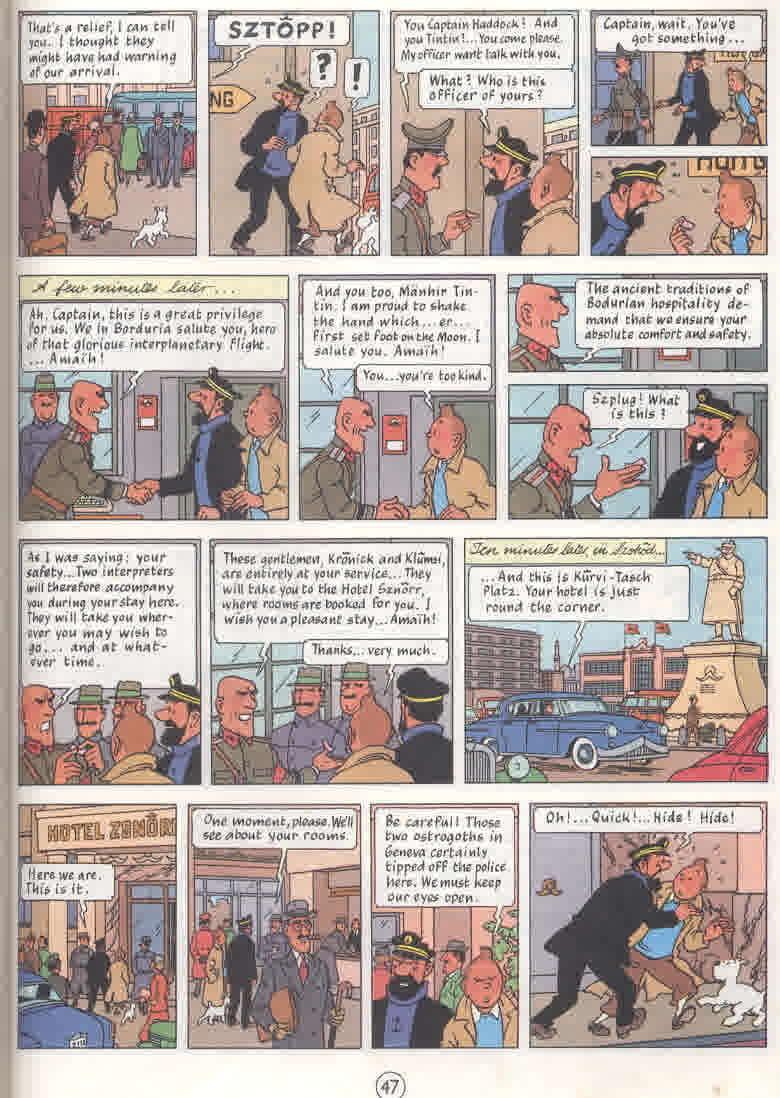 That's a relief, I can tell
you. I thought they
might have had warning
of our arrival.
SZTÔPP!
?
!
NG
You Captain Haddock! And
you Tintin!...You come please.
My officer want talk with you.
What? Who is this
officer of yours?
Captain, wait. You've
got something...
A few minutes later...
Ah, Captain, this is a great privilege
for us. We in Borduria salute you, hero
of that glorious interplanetary flight.
... Amaïh!
And you too, Mänhir Tin-
tin. I am proud to shake
the hand which... er...
first set foot on the Moon. I
salute you. Amaïh!
You...you're too kind.
The ancient traditions of
Bodurian hospitality de-
mand that we ensure your
absolute comfort and safety.
Szplug! What
is this?
As I was saying: your
safety...Two interpreters
will therefore accompany
you during your stay here.
They will take you wher-
ever you may wish to
go... and at what-
ever time.
These gentlemen, Krônick and Klûmsi,
are entirely at your service... They
will take you to the Hotel Sznôrr,
where rooms are booked for you. I
wish you a pleasant stay...Amaïh!
Thanks... very much.
Ten minutes later, in Szohôd...
...And this is Kûrvi-Tasch
Platz. Your hotel is just
round the corner.
HOTEL ZSNÔRR
Here we are.
This is it.
One moment, please. We'll
see about your rooms.
Be careful! Those
two ostrogoths in
Geneva certainly
tipped off the police
here. We must keep
our eyes open.
Oh!... Quick!... Hide! Hide!
47